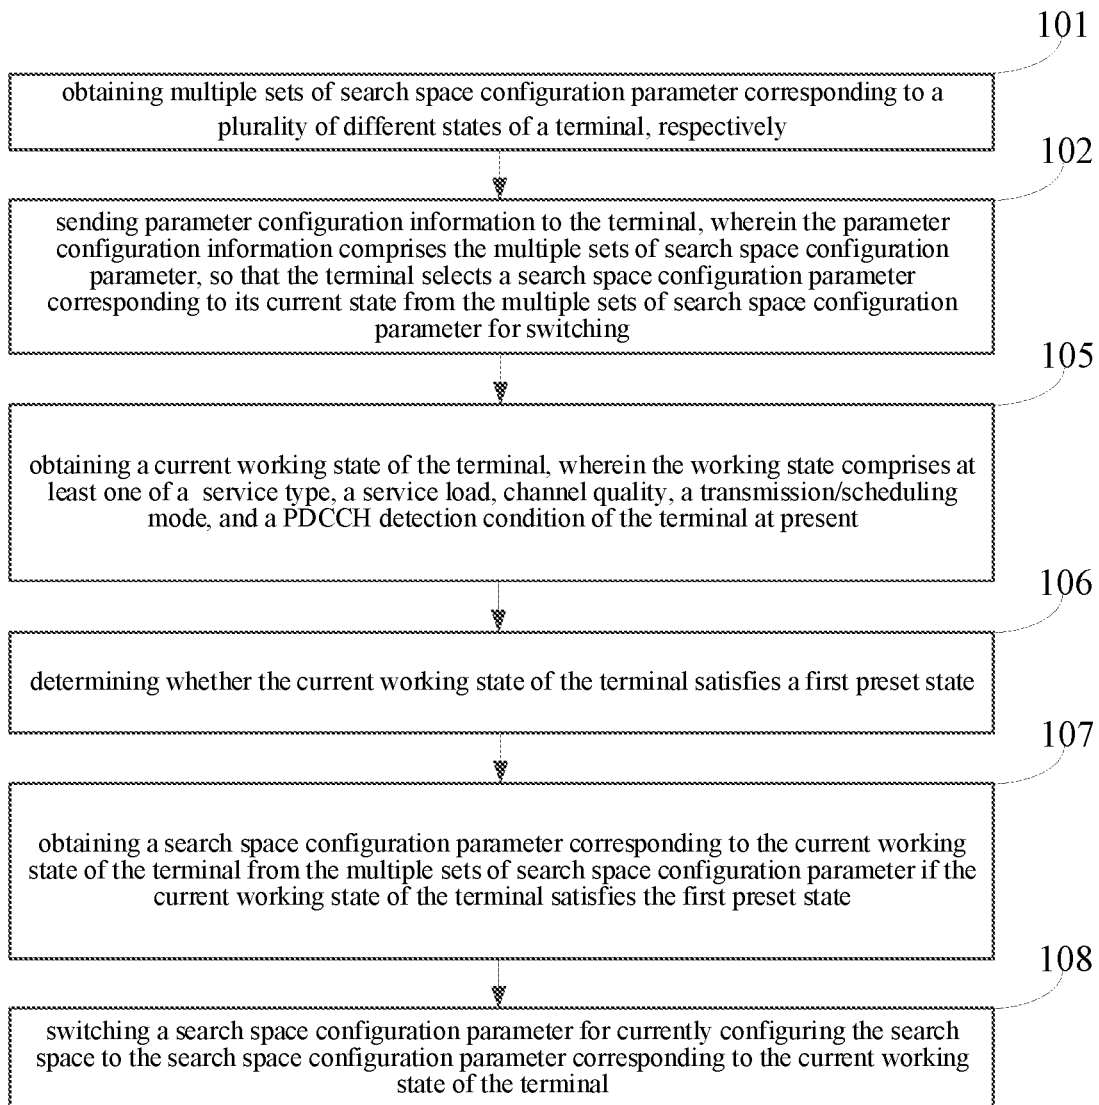 101
obtaining multiple sets of search space configuration parameter corresponding to a
plurality of different states of a terminal, respectively
102
sending parameter configuration information to the terminal, wherein the parameter
configuration information comprises the multiple sets of search space configuration
parameter, so that the terminal selects a search space configuration parameter
corresponding to its current state from the multiple sets of search space configuration
parameter for switching
105
obtaining a current working state of the terminal, wherein the working state comprises at
least one of a service type, a service load, channel quality, a transmission/scheduling
mode, and a PDCCH detection condition of the terminal at present
106
determining whether the current working state of the terminal satisfies a first preset state
107
obtaining a search space configuration parameter corresponding to the current working
state of the terminal from the multiple sets of search space configuration parameter if the
current working state of the terminal satisfies the first preset state
108
switching a search space configuration parameter for currently configuring the search
space to the search space configuration parameter corresponding to the current working
state of the terminal